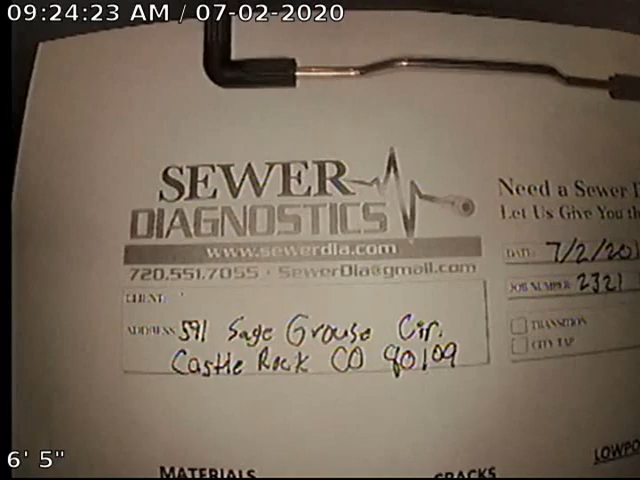 09:24:23 AM / 07-02-2020
SEWER
DIAGNOSTICS
www.sewerdia.com
720.551.7055 · SewerDia@gmail.com
Need a Sewer
Let Us Give You
DATE: 7/2/20
JOB NUMBER: 2321
CLIENT:
ADDRESS: 591 Sage Grouse Cir.
Castle Rock CO 80109
TRANSITION
CITY TAP
6' 5"
MATERIALS
CRACKS